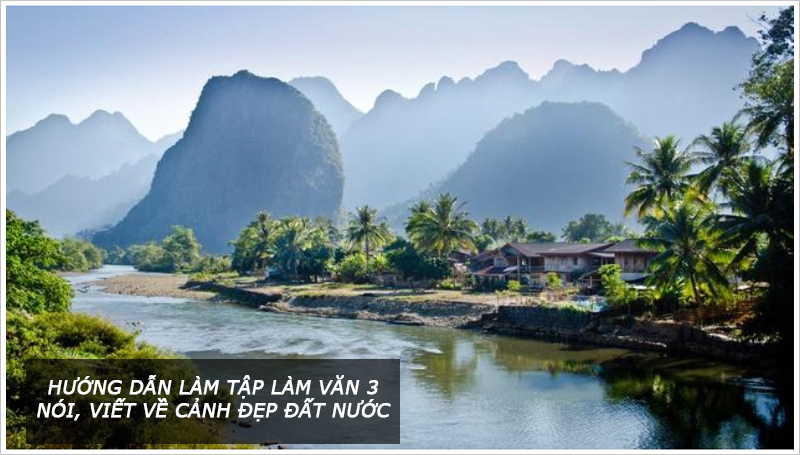 HƯỚNG DẪN LÀM TẬP LÀM VĂN 3
NÓI, VIẾT VỀ CẢNH ĐẸP ĐẤT NƯỚC